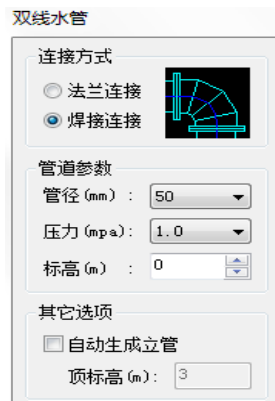 双线水管
连接方式
法兰连接
焊接连接
管道参数
管径(mm) : 50
压力(mpa): 1.0
标高(m) : 0
其它选项
自动生成立管
顶标高(m): 3